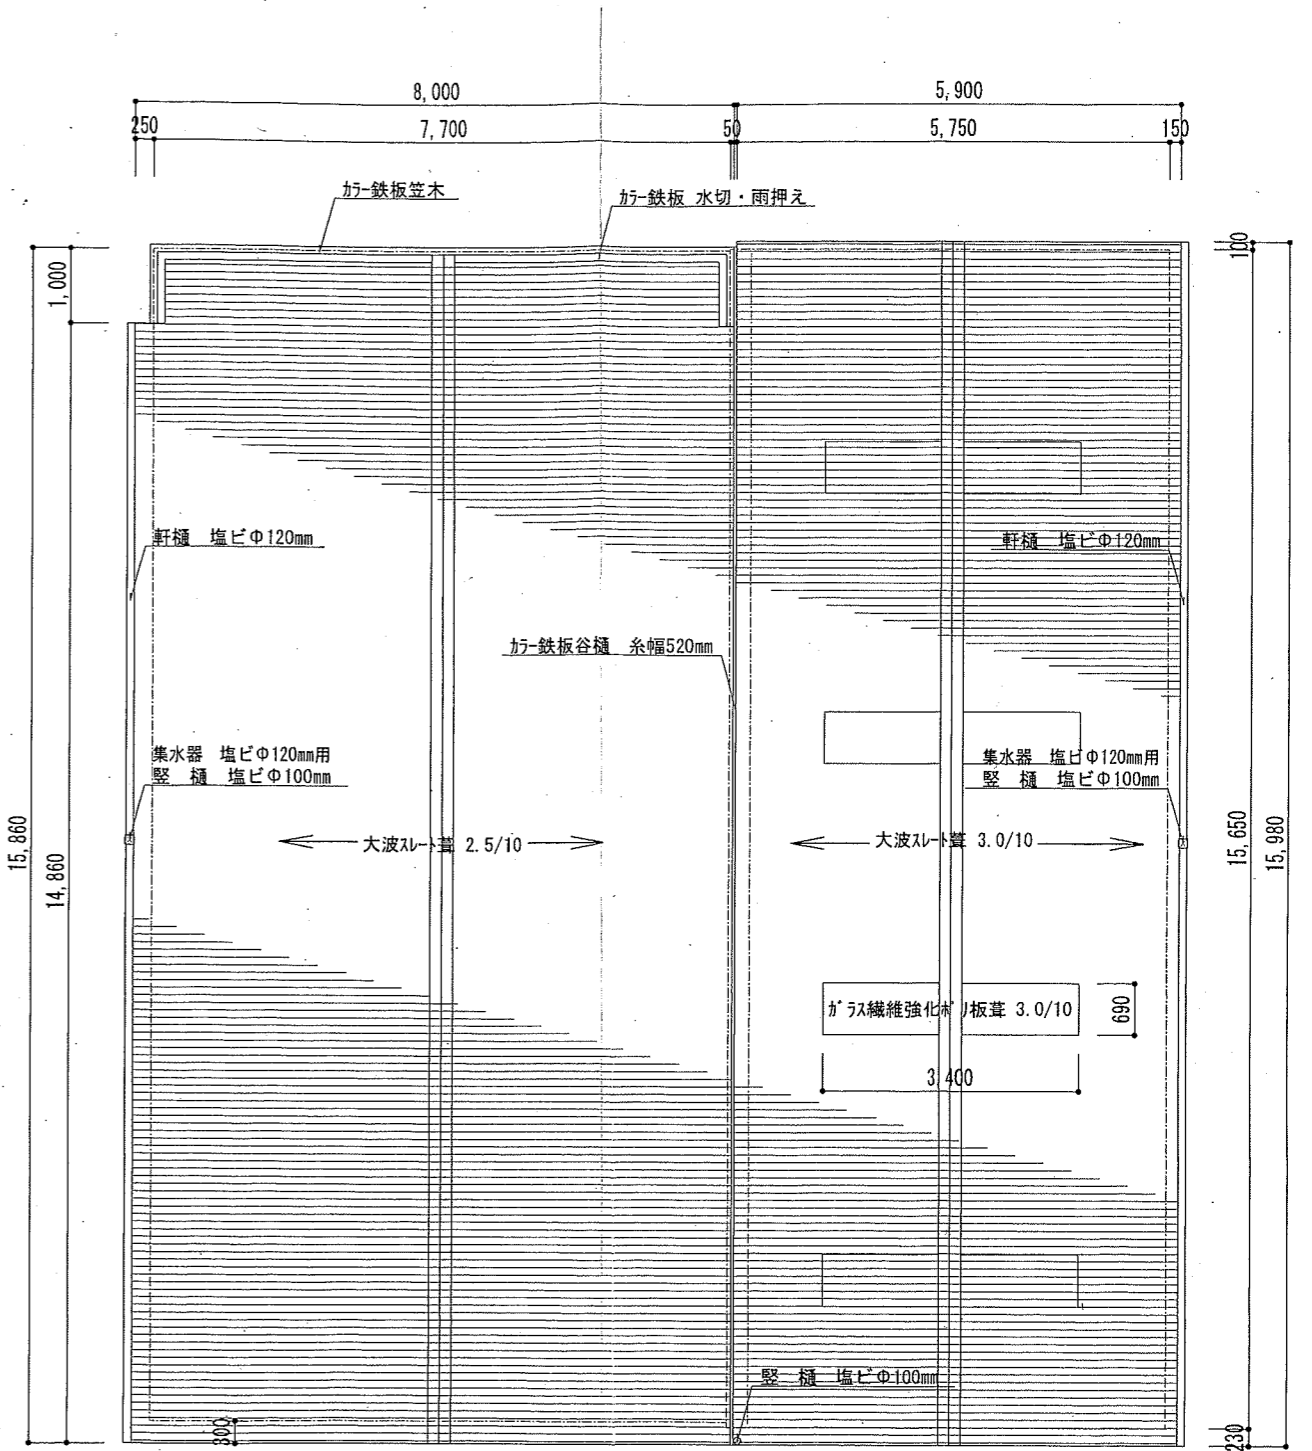 8,000
5,900
250
7,700
50
5,750
150
ｶﾗｰ鉄板笠木
ｶﾗｰ鉄板 水切・雨押え
1,000
100
軒樋　塩ビΦ120mm
軒樋　塩ビΦ120mm
ｶﾗｰ鉄板谷樋　糸幅520mm
集水器　塩ビΦ120mm用
竪　樋　塩ビΦ100mm
集水器　塩ビΦ120mm用
竪　樋　塩ビΦ100mm
15,860
14,860
大波ｽﾚｰﾄ葺 2.5/10
大波ｽﾚｰﾄ葺 3.0/10
15,650
15,980
ｶﾞﾗｽ繊維強化ﾎﾟﾘ板葺 3.0/10
690
3,400
竪　樋　塩ビΦ100mm
300
230